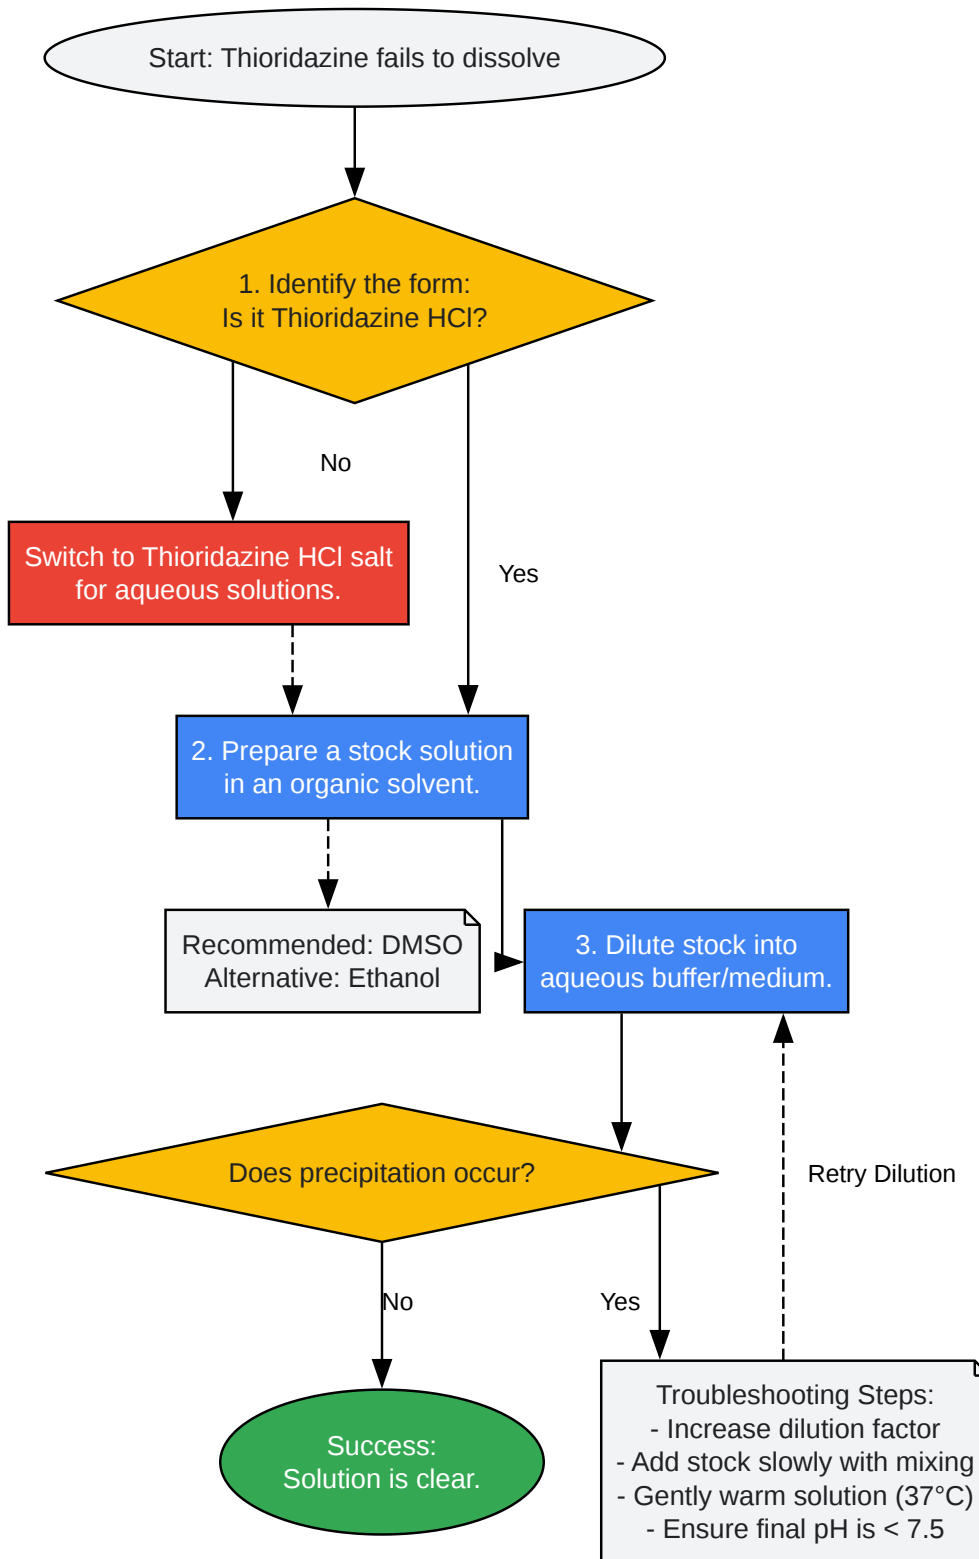 Start: Thioridazine fails to dissolve
1. Identify the form:
Is it Thioridazine HCl?
No
Yes
Switch to Thioridazine HCl salt
for aqueous solutions.
2. Prepare a stock solution
in an organic solvent.
Recommended: DMSO
Alternative: Ethanol
3. Dilute stock into
aqueous buffer/medium.
Does precipitation occur?
Retry Dilution
No
Yes
Success:
Solution is clear.
Troubleshooting Steps:
- Increase dilution factor
- Add stock slowly with mixing
- Gently warm solution (37°C)
- Ensure final pH is < 7.5